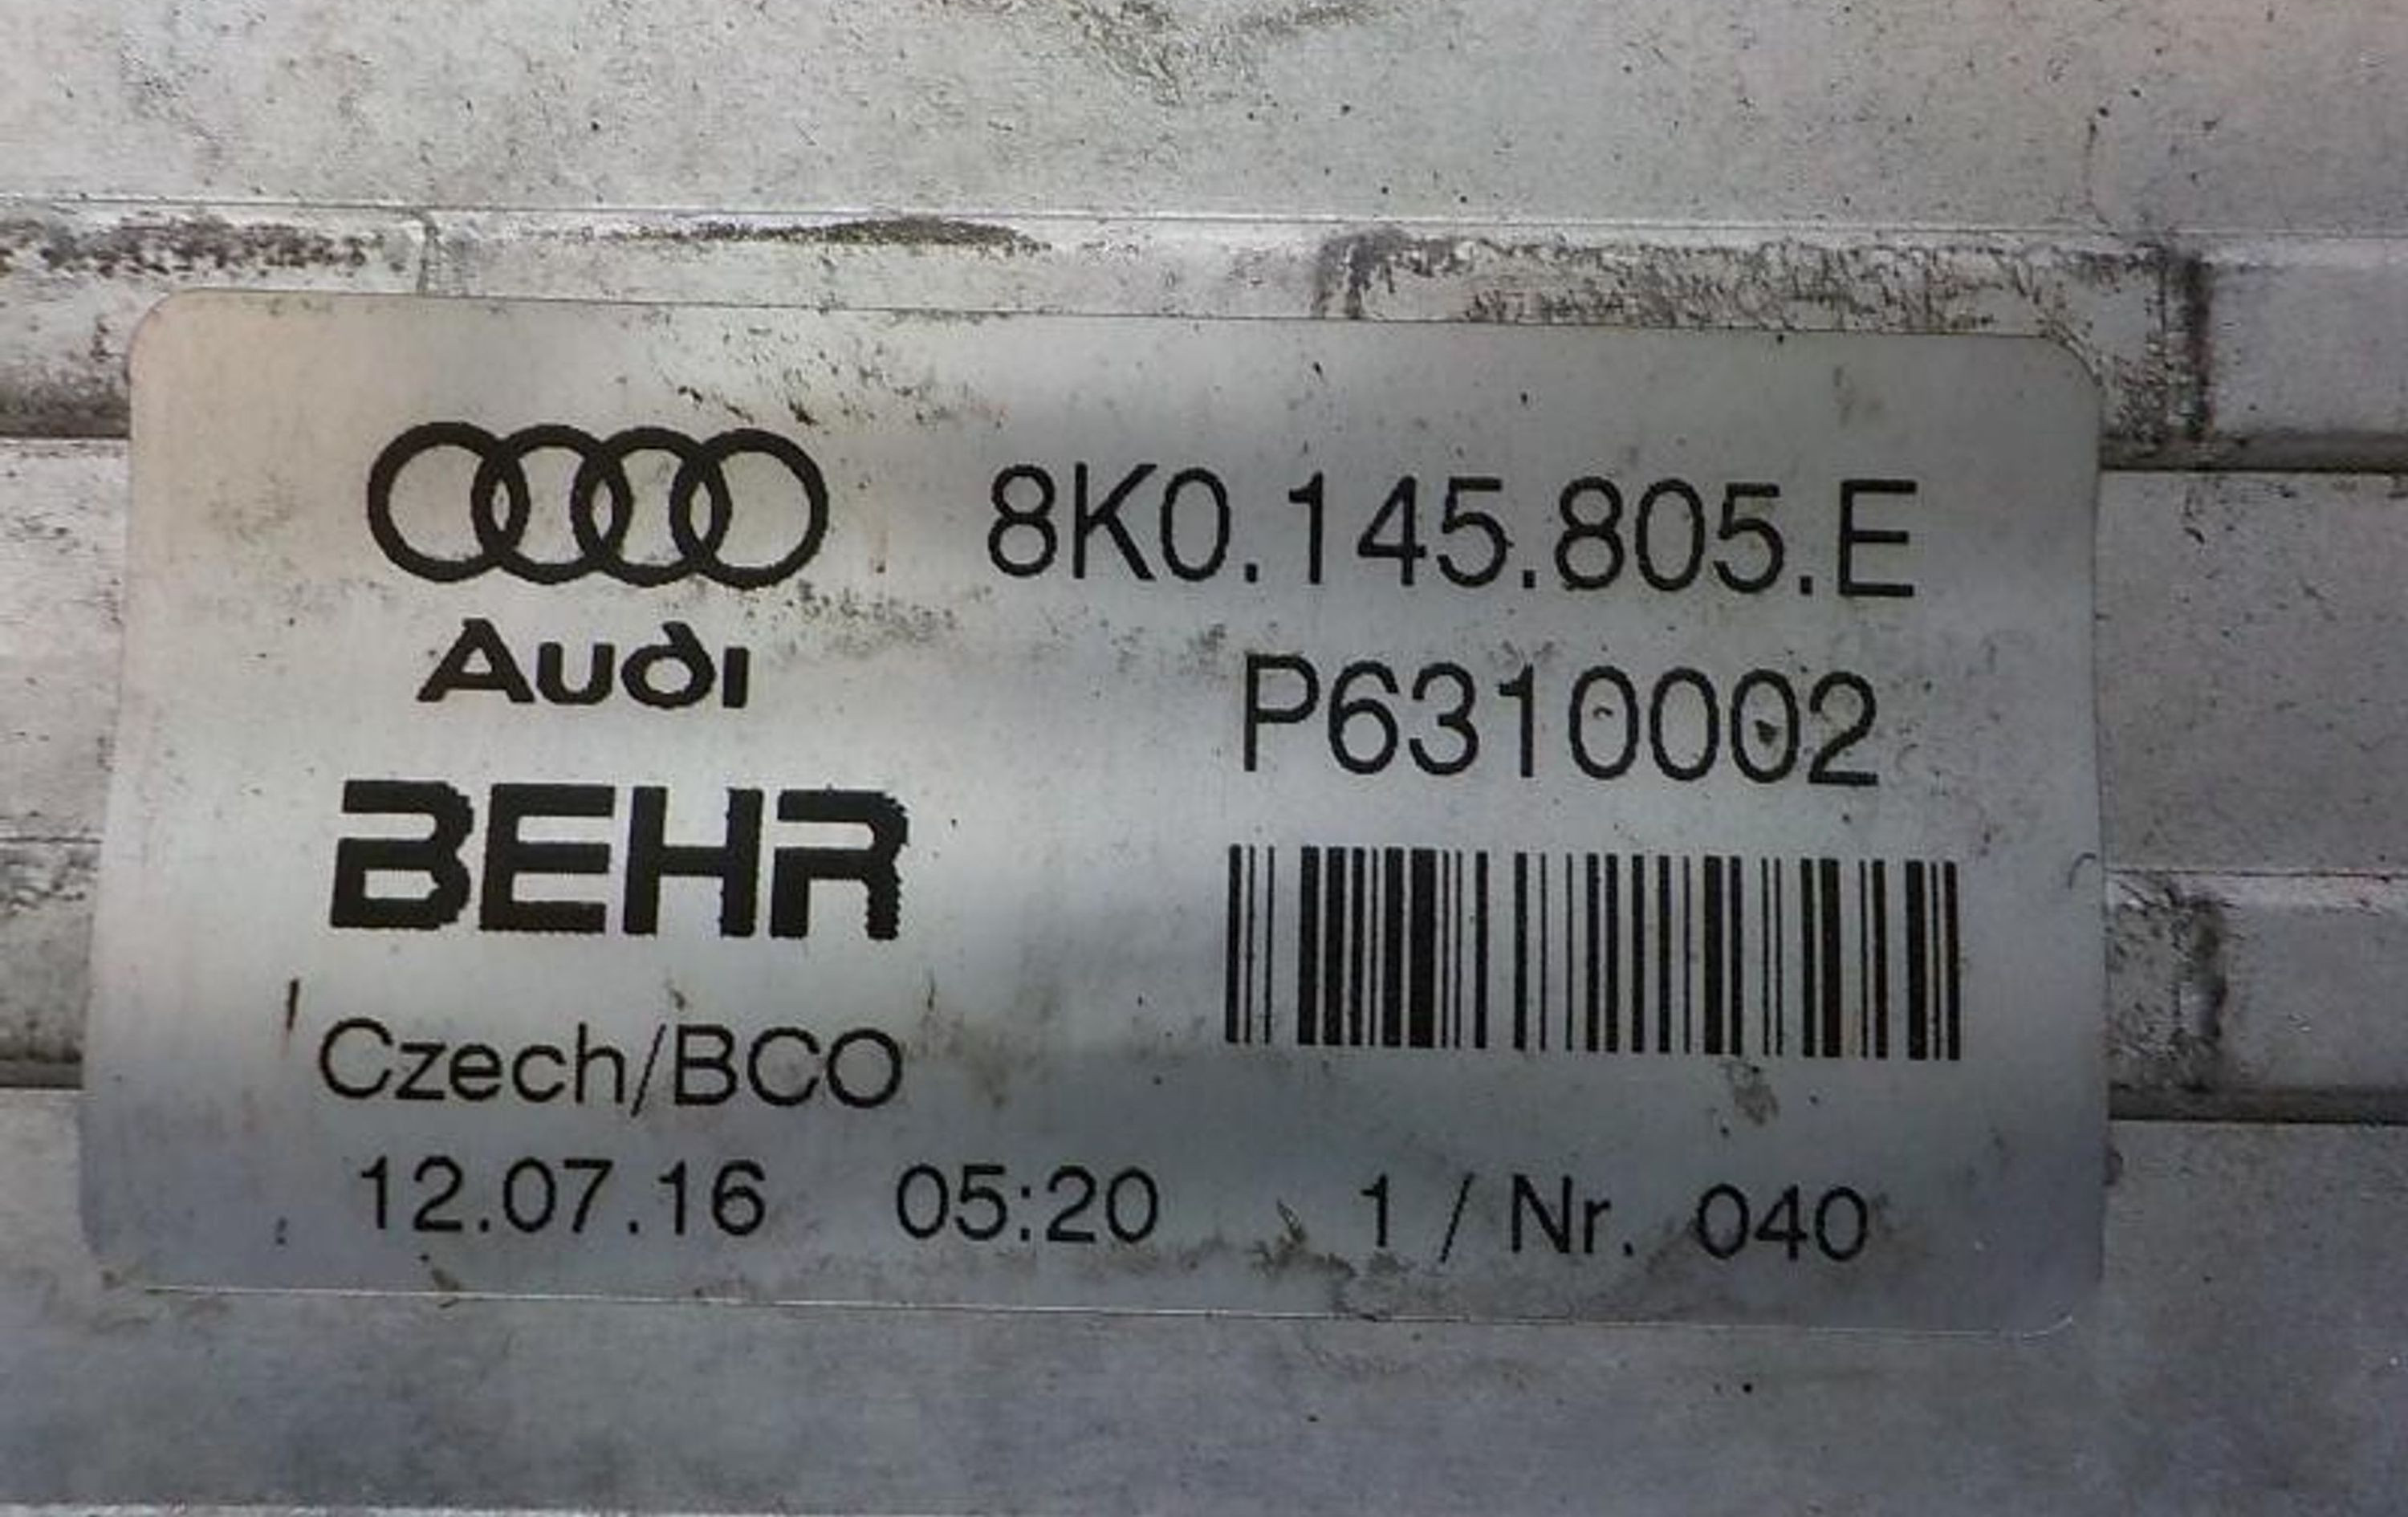 8K0.145.805.E
Audi
P6310002
BEHR
Czech/BCO
12.07.16 05:20 1 / Nr. 040